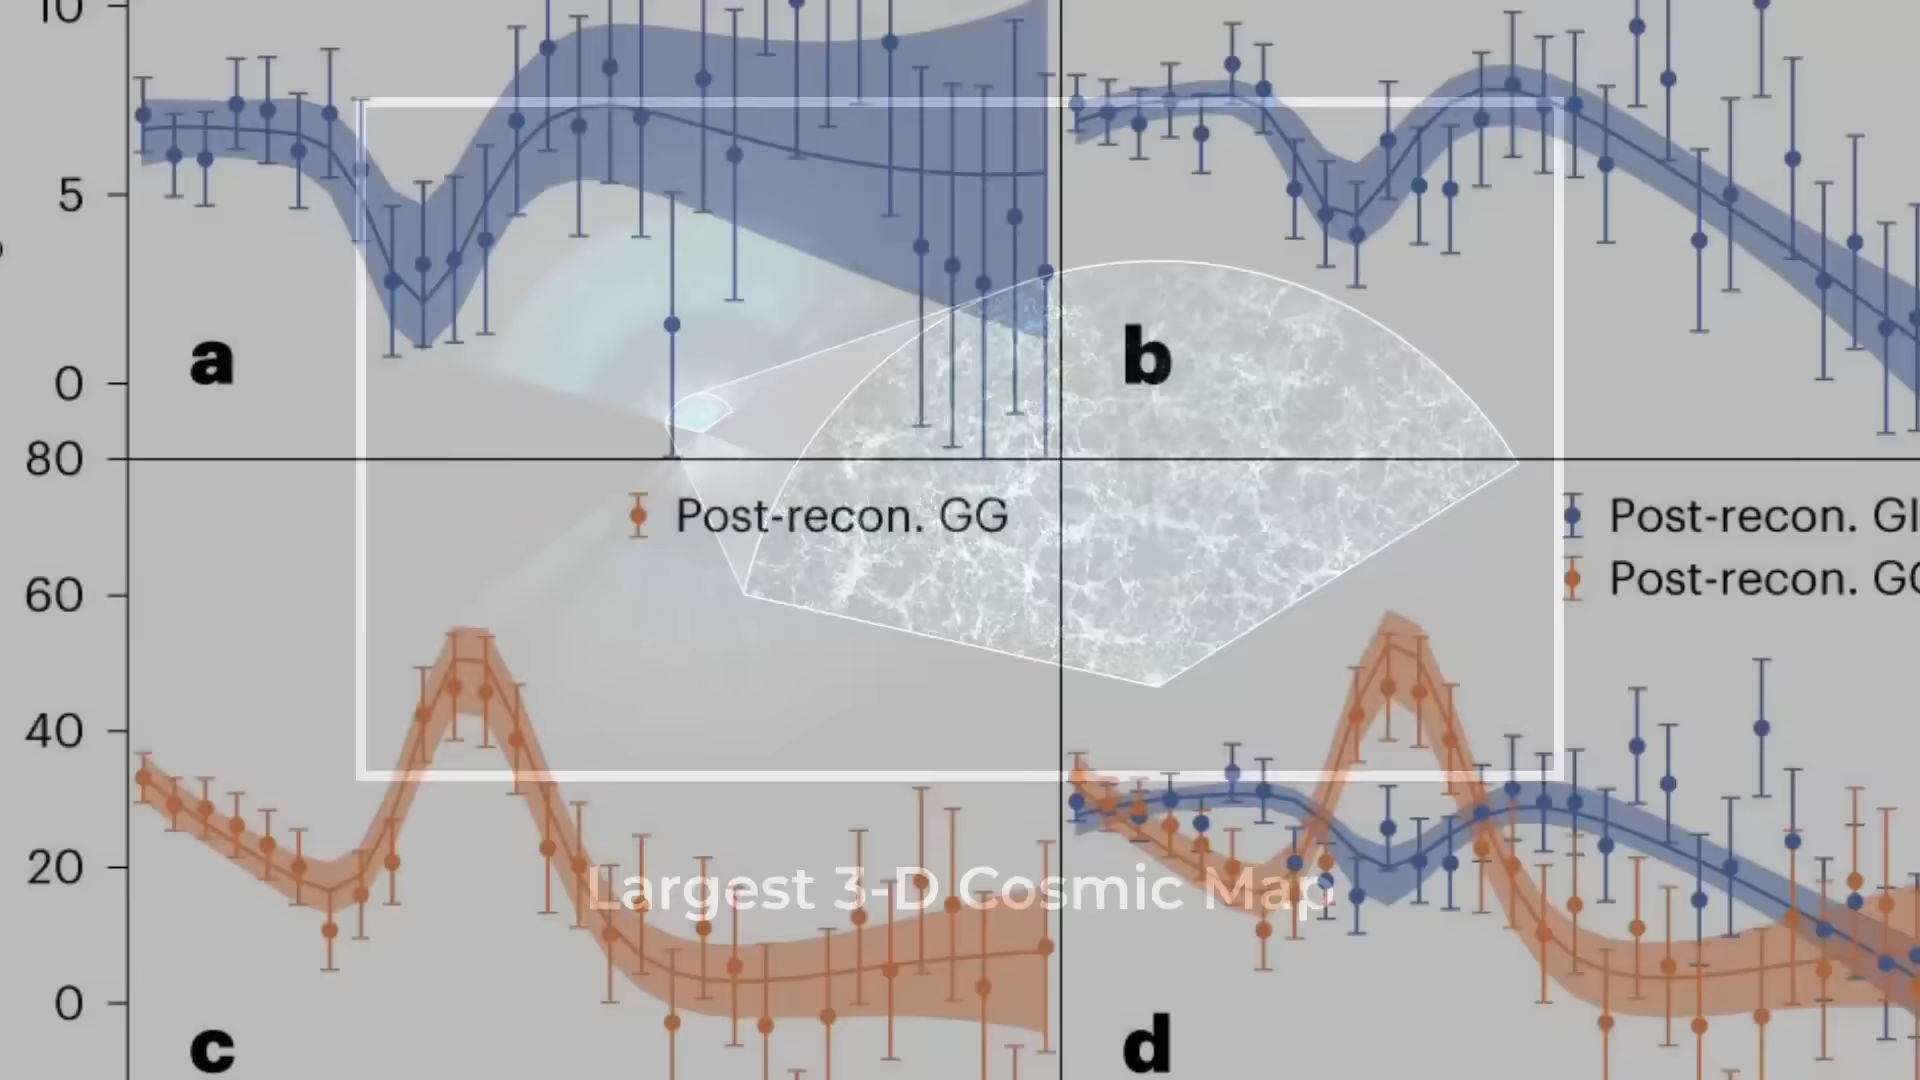 10
5
0
a
b
80
60
40
20
0
Post-recon. GG
Post-recon. GI
Post-recon. GG
Largest 3-D Cosmic Map
c
d